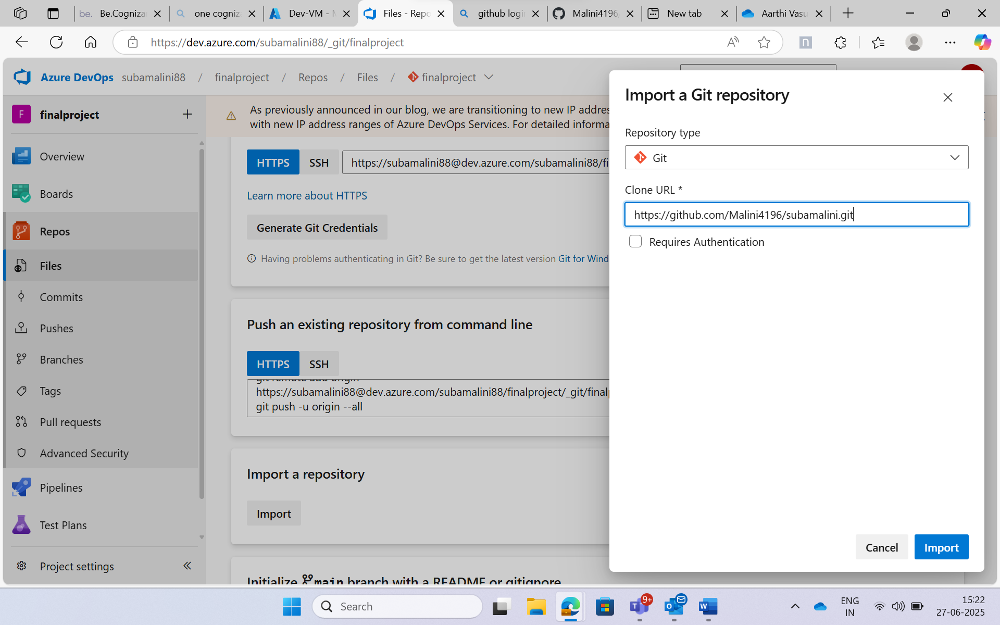 be. Be.Cogniza
one cogniza
Dev-VM - M
Files - Repo
github login
Malini4196/
New tab
Aarthi Vasu
https://dev.azure.com/subamalini88/_git/finalproject
Azure DevOps subamalini88 / finalproject / Repos / Files / finalproject
F finalproject
Overview
Boards
Repos
Files
Commits
Pushes
Branches
Tags
Pull requests
Advanced Security
Pipelines
Test Plans
Project settings
As previously announced in our blog, we are transitioning to new IP addres
with new IP address ranges of Azure DevOps Services. For detailed informa
HTTPS SSH https://subamalini88@dev.azure.com/subamalini88/fi
Learn more about HTTPS
Generate Git Credentials
Having problems authenticating in Git? Be sure to get the latest version Git for Wind
Push an existing repository from command line
HTTPS SSH
git remote add origin
https://subamalini88@dev.azure.com/subamalini88/finalproject/_git/finalp
git push -u origin --all
Import a repository
Import
Initialize main branch with a README or gitignore
Import a Git repository
Repository type
Git
Clone URL *
https://github.com/Malini4196/subamalini.git
Requires Authentication
Cancel Import
Search
9+
ENG
IN
15:22
27-06-2025